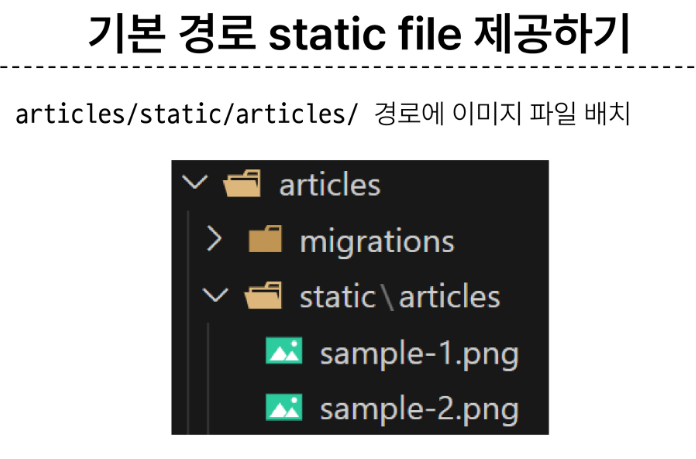 기본 경로 static file 제공하기
articles/static/articles/ 경로에 이미지 파일 배치
articles
migrations
static\articles
sample-1.png
sample-2.png